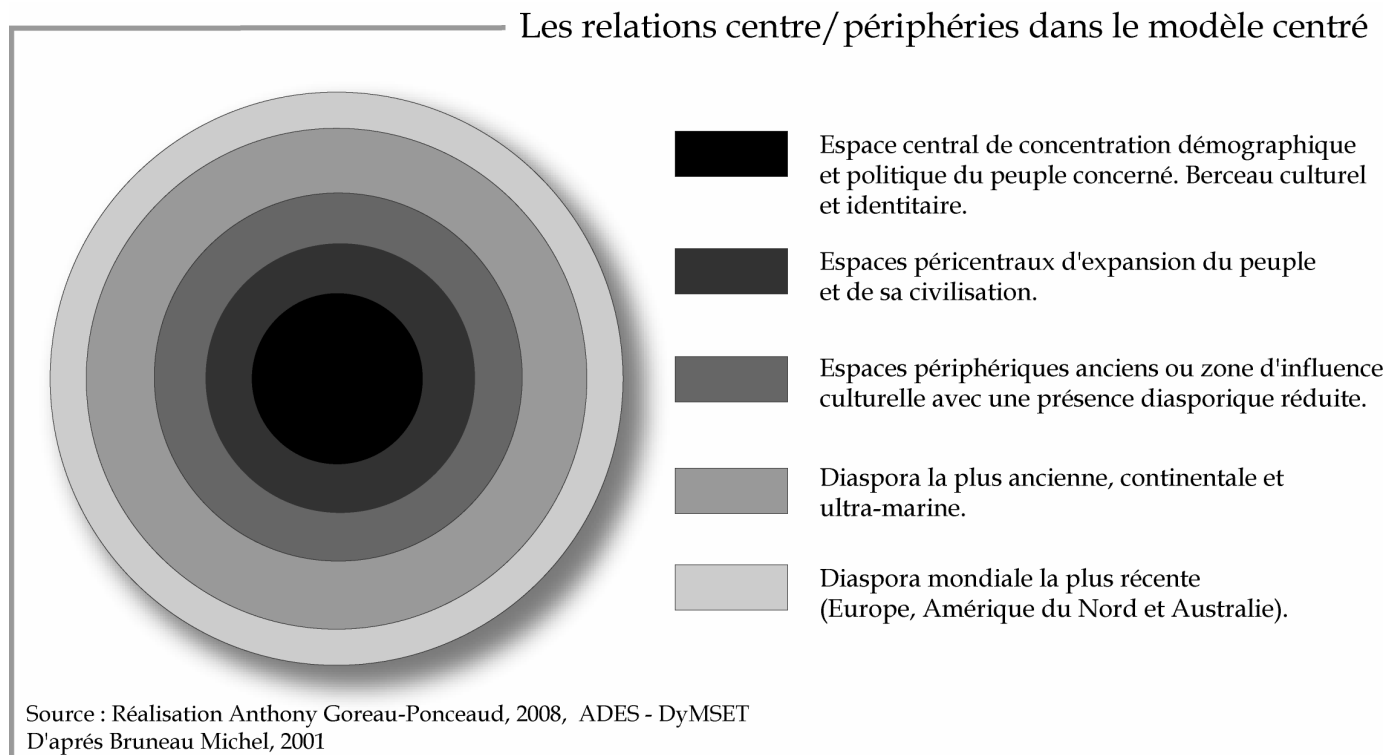 Les relations centre/périphéries dans le modèle centré
Espace central de concentration démographique
et politique du peuple concerné. Berceau culturel
et identitaire.
Espaces péricentraux d'expansion du peuple
et de sa civilisation.
Espaces périphériques anciens ou zone d'influence
culturelle avec une présence diasporique réduite.
Diaspora la plus ancienne, continentale et
ultra-marine.
Diaspora mondiale la plus récente
(Europe, Amérique du Nord et Australie).
Source : Réalisation Anthony Goreau-Ponceaud, 2008, ADES - DyMSET
D'aprés Bruneau Michel, 2001